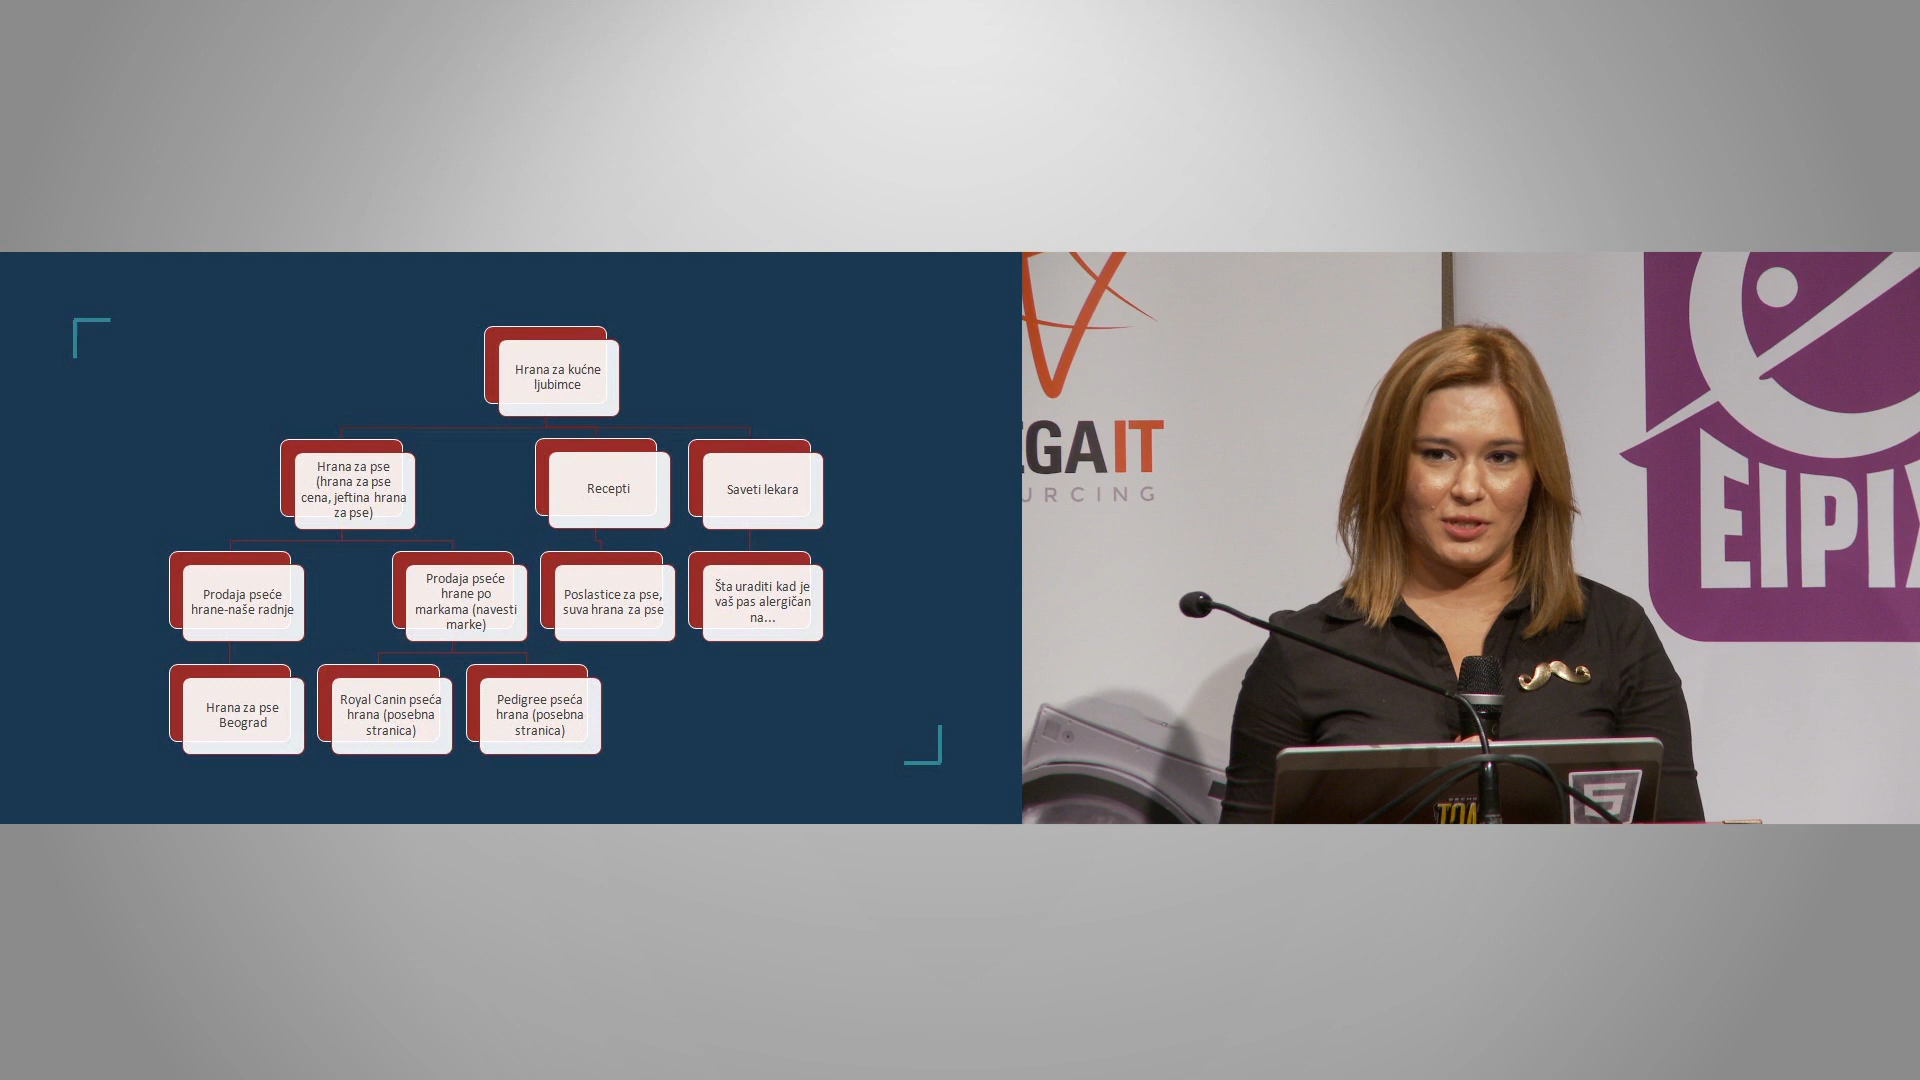 Hrana za kućne
ljubimce
Hrana za pse
(hrana za pse
cena, jeftina hrana
za pse)
Recepti
Saveti lekara
Prodaja pseće
hrane-naše radnje
Prodaja pseće
hrane po
markama (navesti
marke)
Poslastice za pse,
suva hrana za pse
Šta uraditi kad je
vaš pas alergičan
na...
Hrana za pse
Beograd
Royal Canin pseća
hrana (posebna
stranica)
Pedigree pseća
hrana (posebna
stranica)
EGAIT
URCING
EIPIX